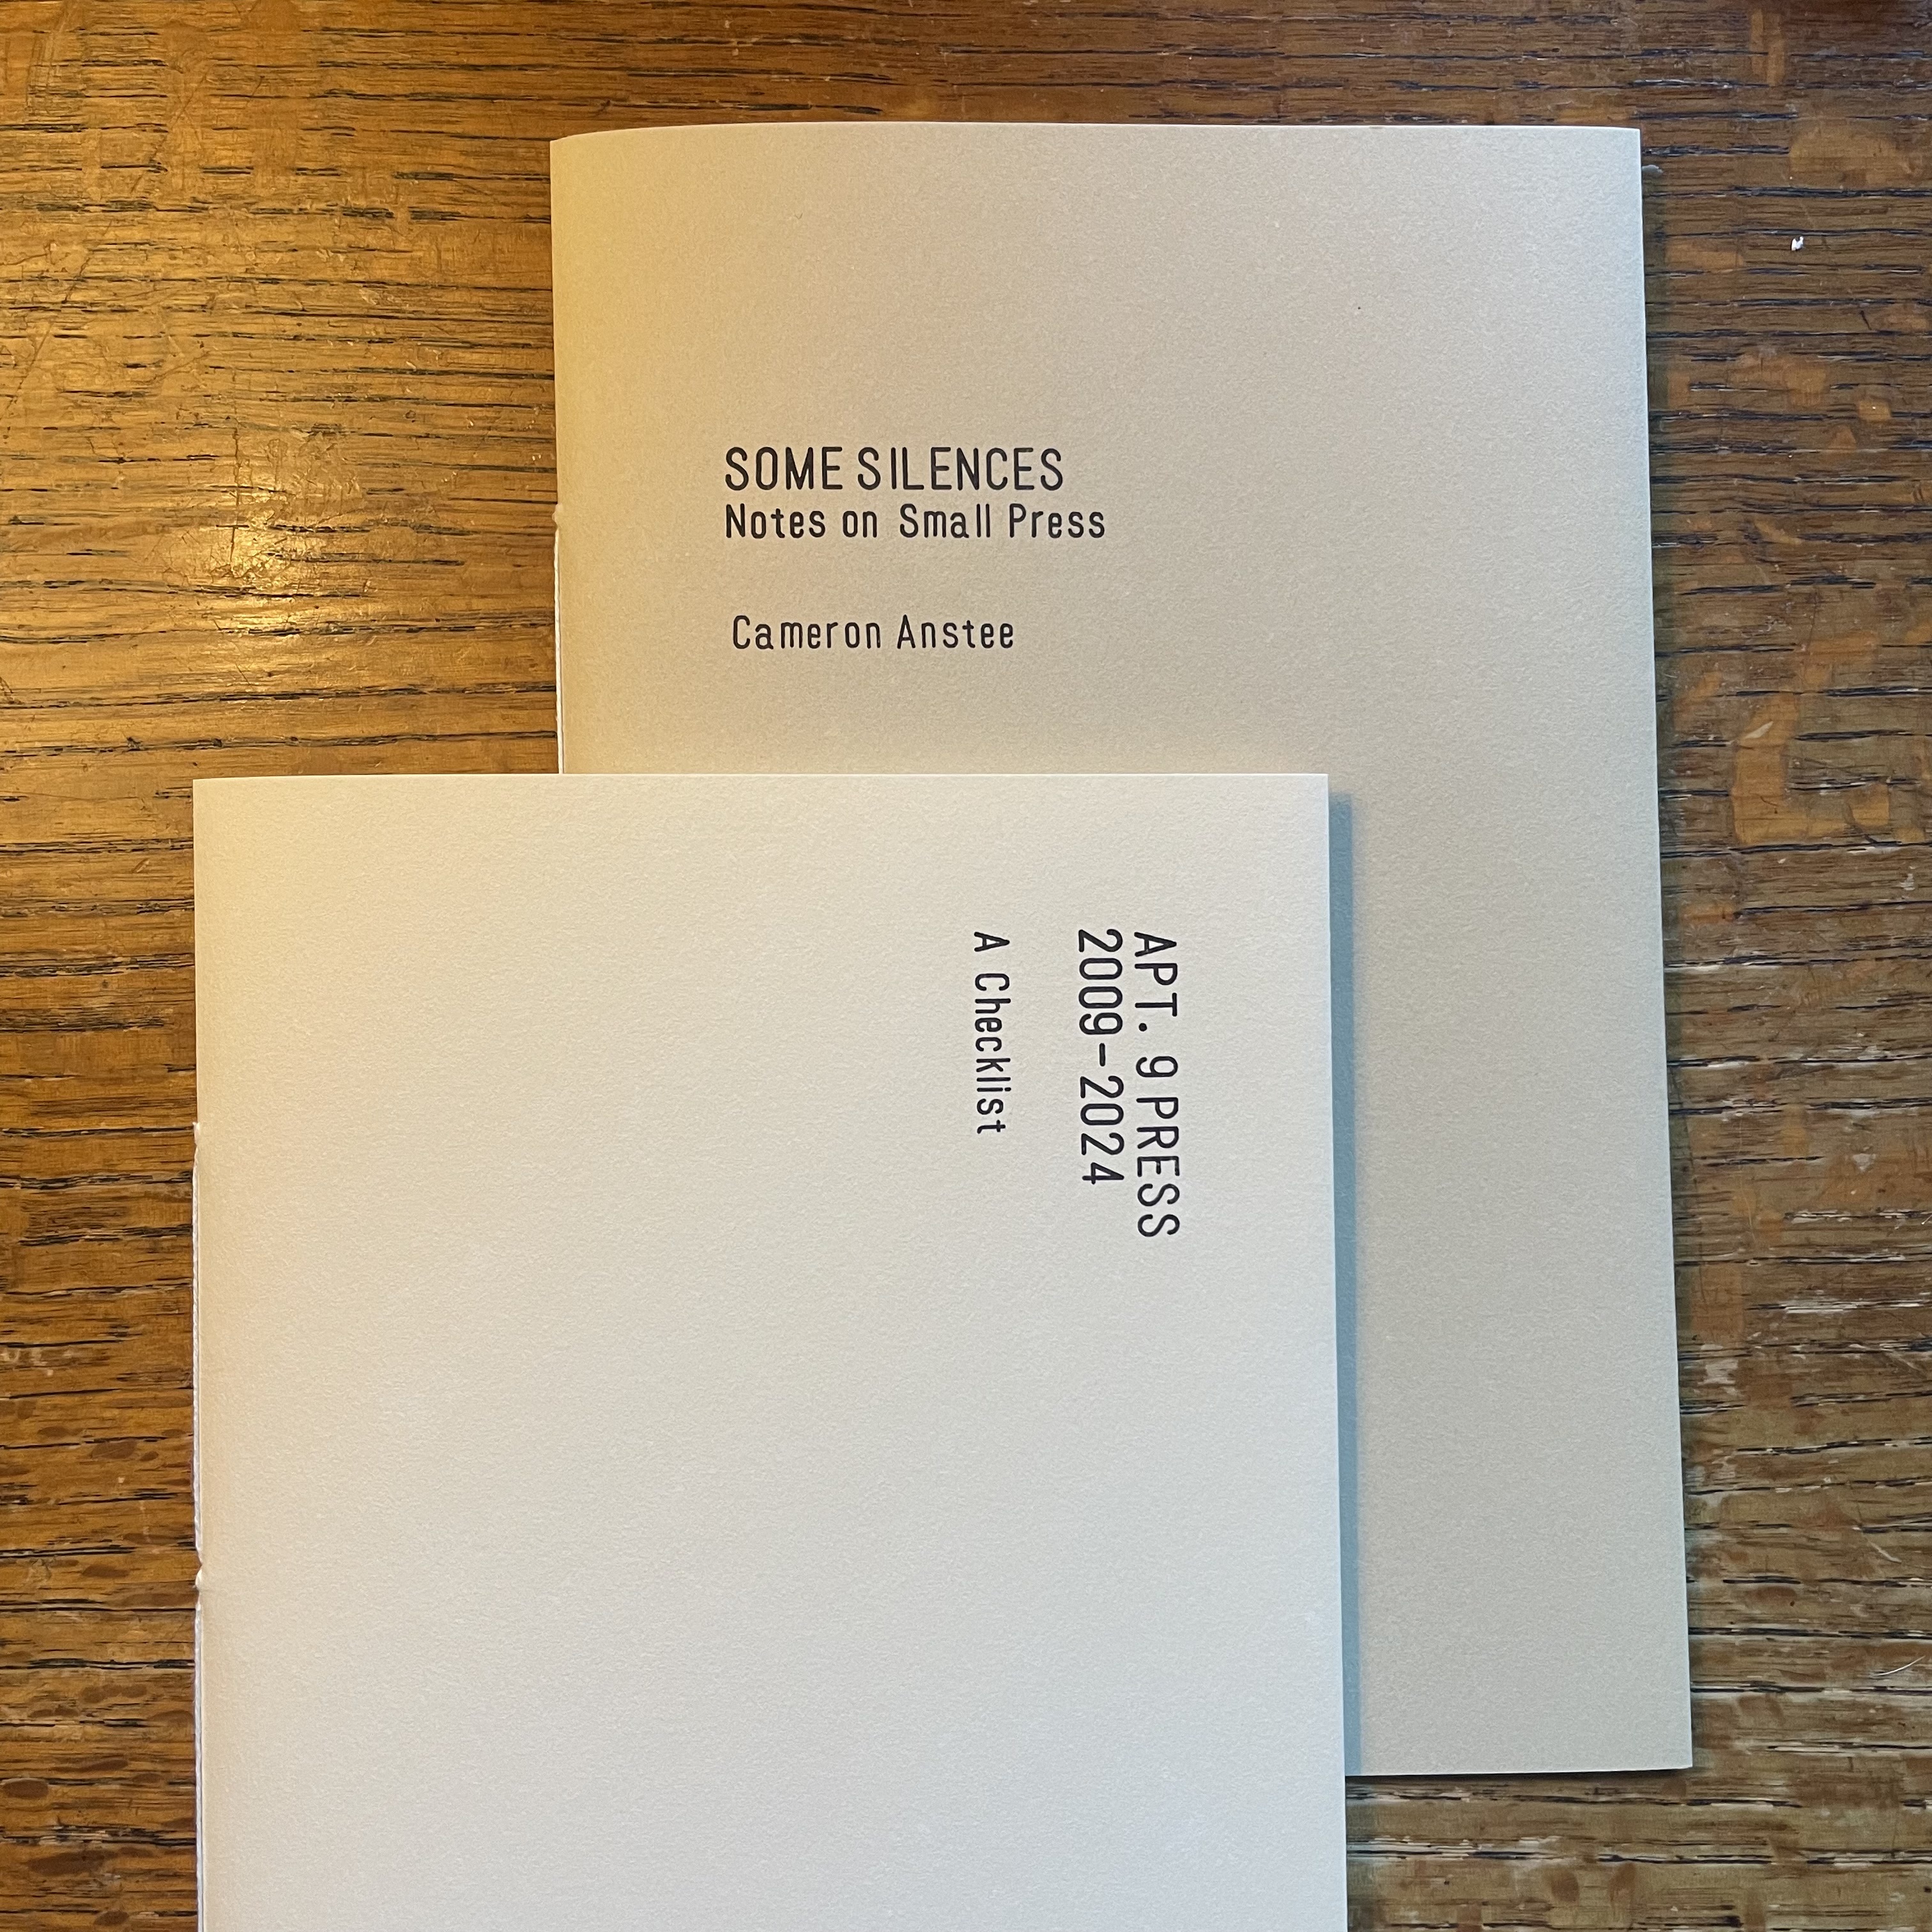 SOME SILENCES
Notes on Small Press
Cameron Anstee
APT. 9 PRESS
2009-2024
A Checklist